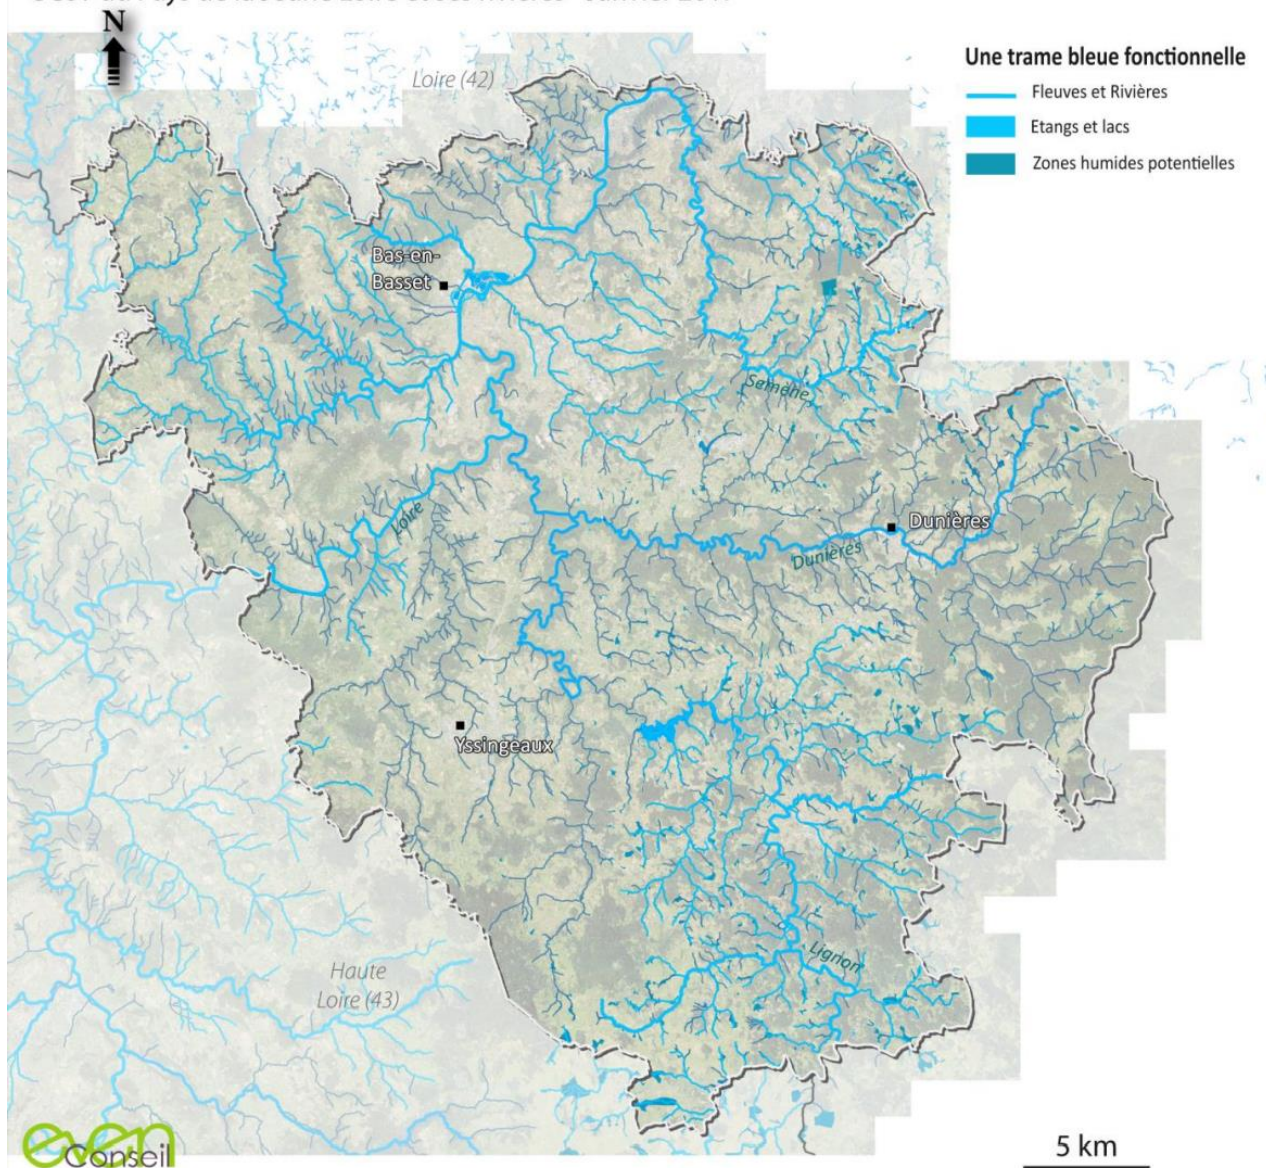 N
Loire (42)
Une trame bleue fonctionnelle
Fleuves et Rivières
Etangs et lacs
Zones humides potentielles
Bas-en-
Basset
Semène
Loire
Dunières
Dunières
Yssingeaux
Lignon
Haute
Loire (43)
even
Conseil
5 km